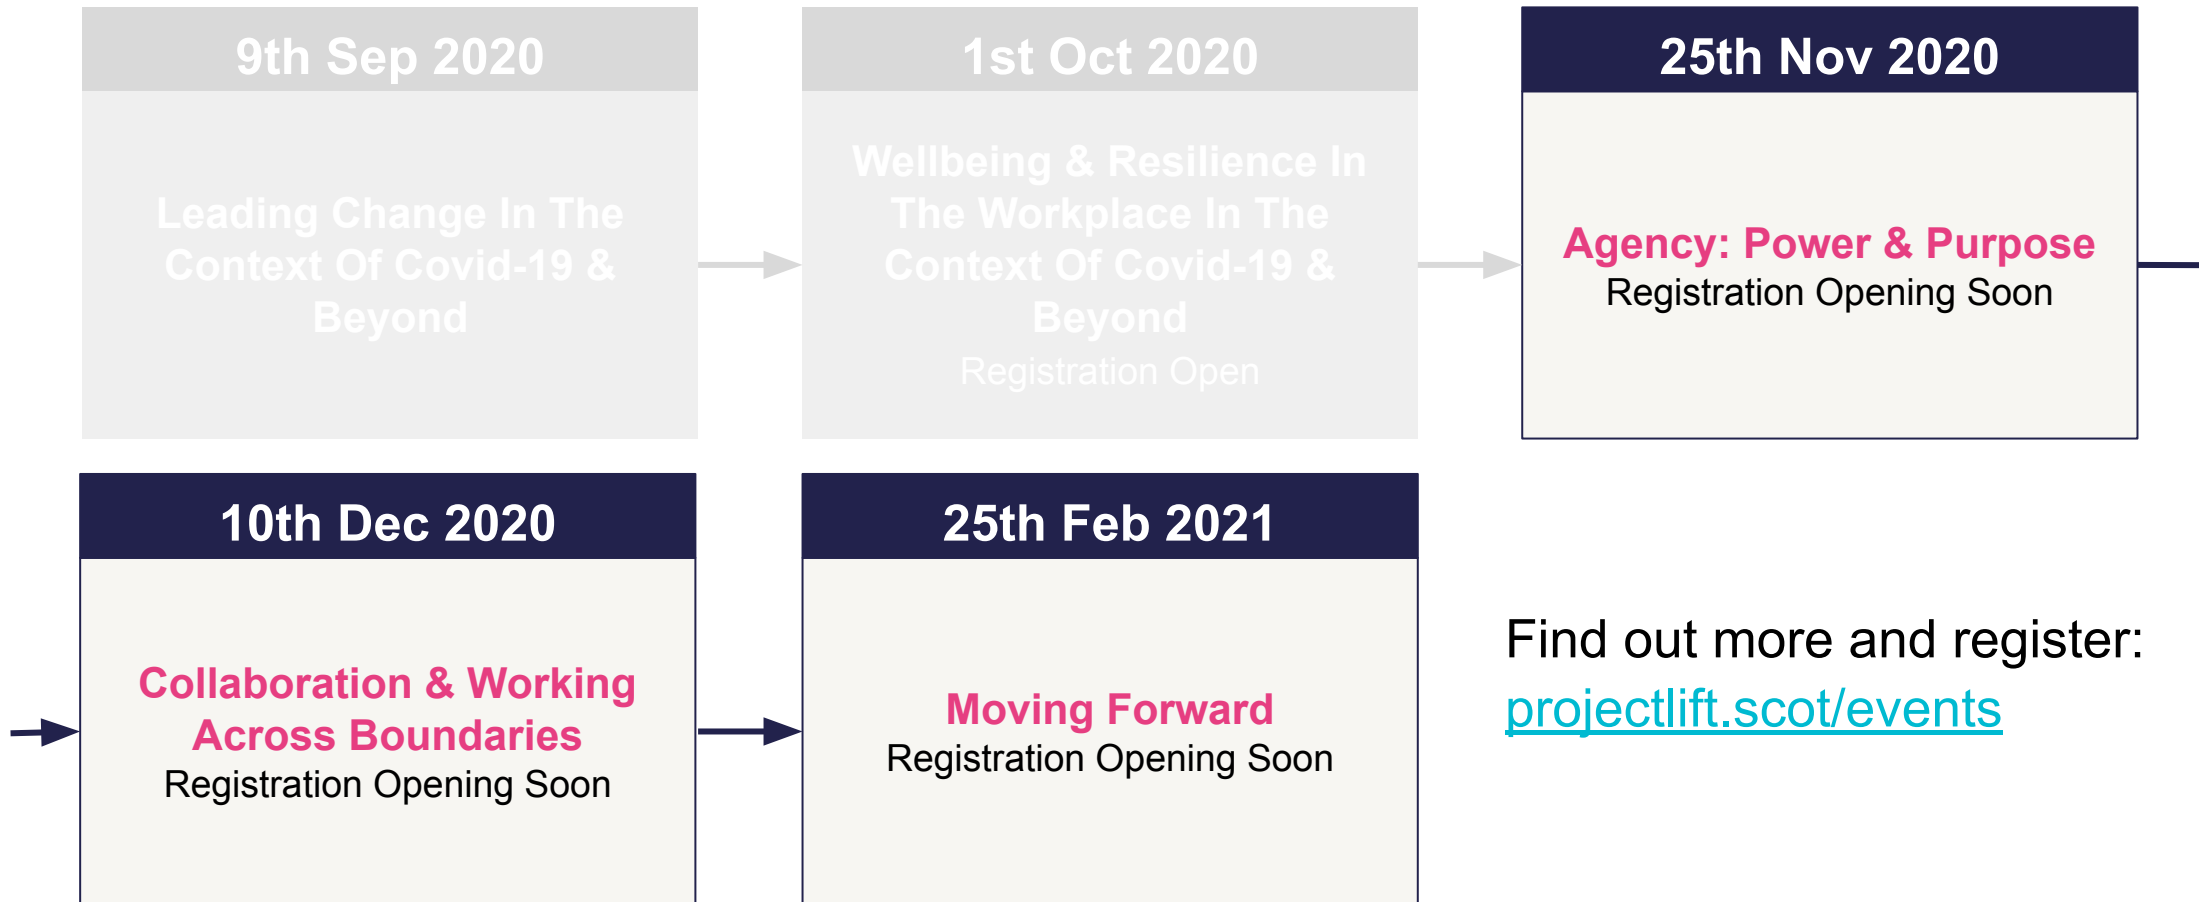 9th Sep 2020
Leading Change In The
Context Of Covid-19 &
Beyond
1st Oct 2020
Wellbeing & Resilience In
The Workplace In The
Context Of Covid-19 &
Beyond
Registration Open
25th Nov 2020
Agency: Power & Purpose
Registration Opening Soon
10th Dec 2020
Collaboration & Working
Across Boundaries
Registration Opening Soon
25th Feb 2021
Moving Forward
Registration Opening Soon
Find out more and register:
projectlift.scot/events